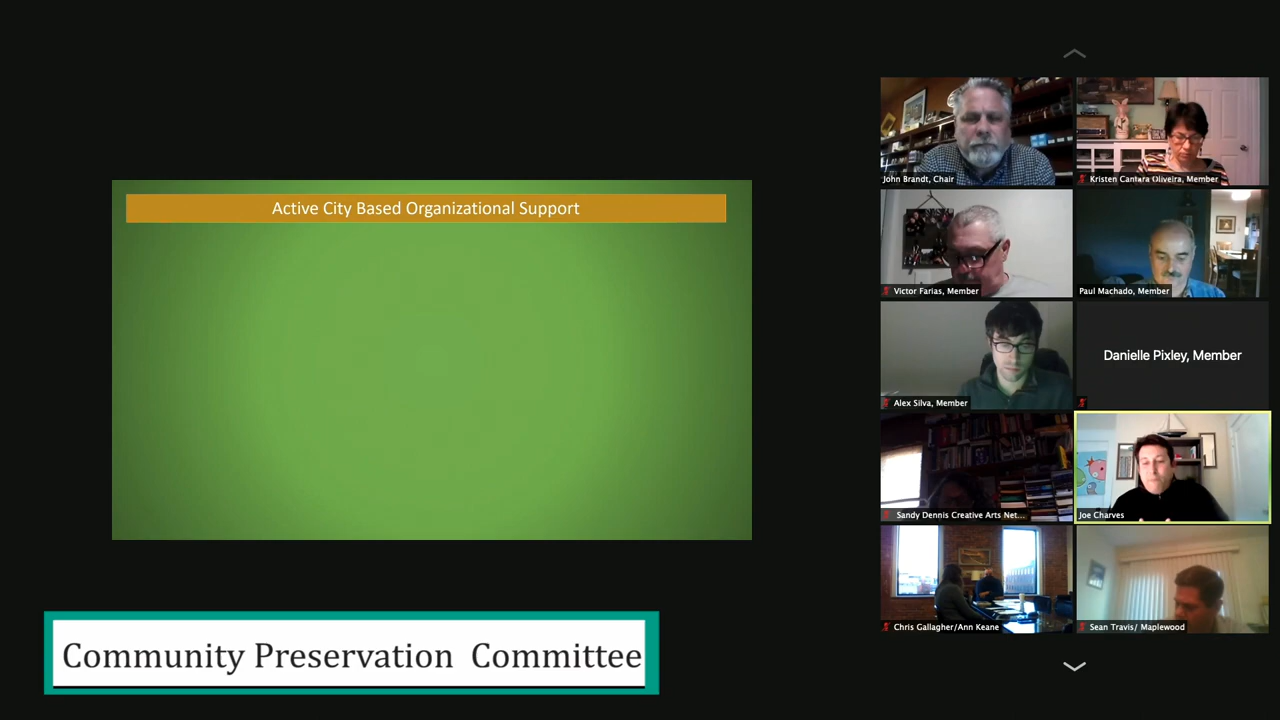 Active City Based Organizational Support
John Brandt, Chair
Kristen Cantara Oliveira, Member
Victor Farias, Member
Paul Machado, Member
Alex Silva, Member
Danielle Pixley, Member
Sandy Dennis Creative Arts Net...
Joe Charves
Chris Gallagher/Ann Keane
Sean Travis/ Maplewood
Community Preservation Committee